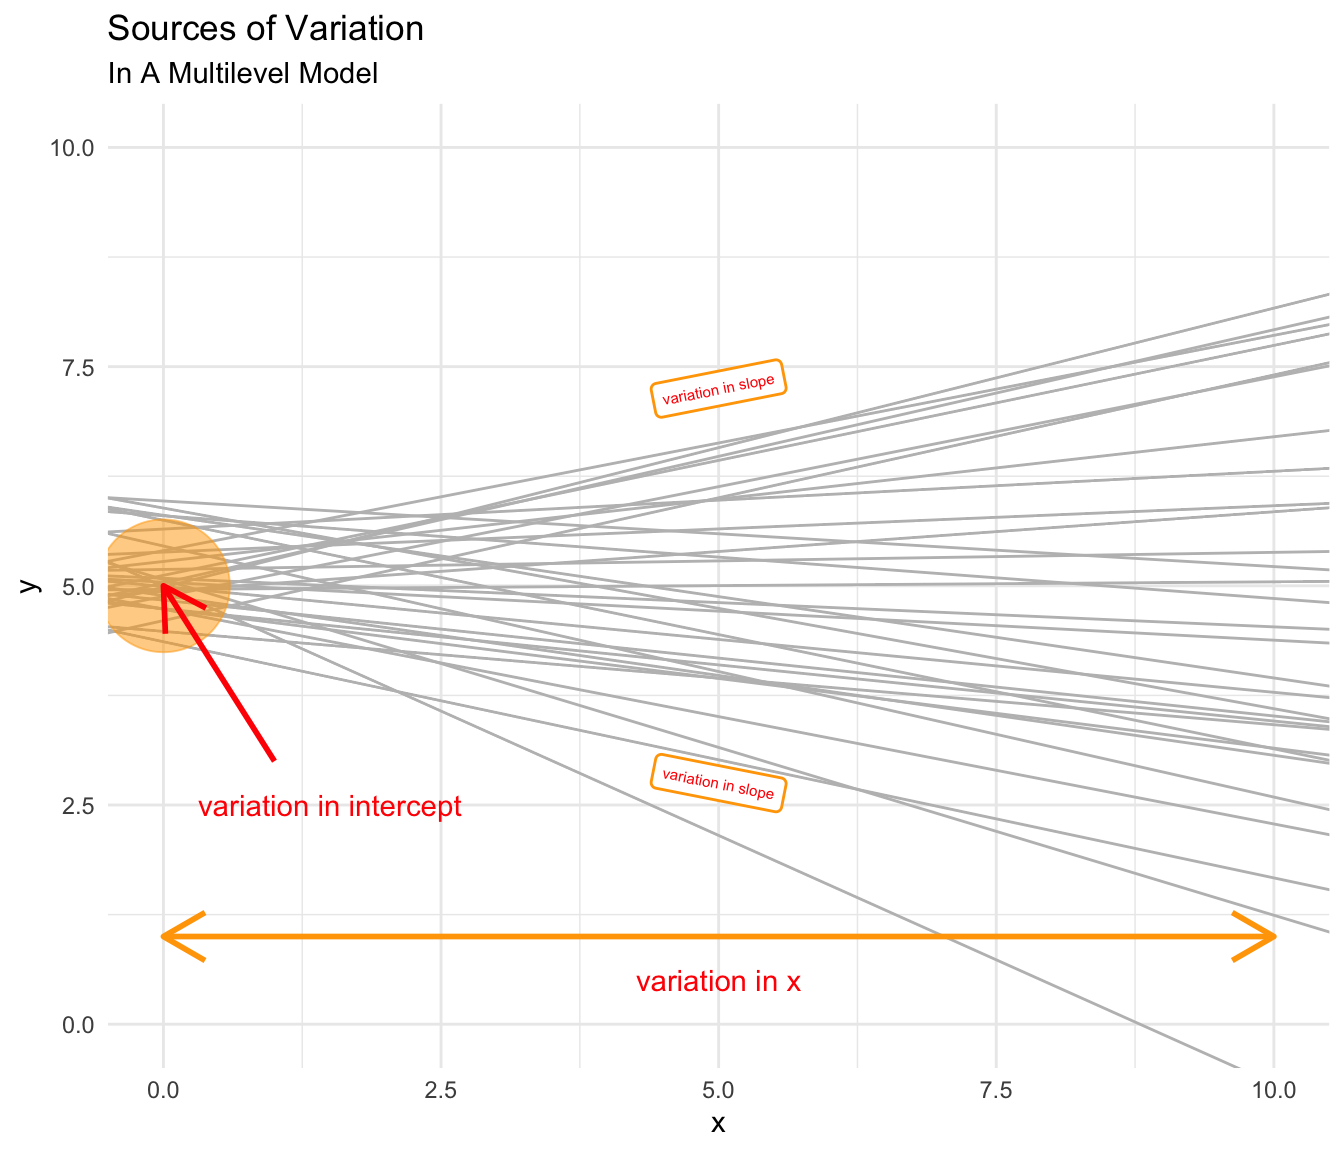 Sources of Variation
In A Multilevel Model
10.0
7.5
variation in slope
y
5.0
variation in slope
2.5
variation in intercept
variation in x
0.0
0.0 2.5 5.0 7.5 10.0
x